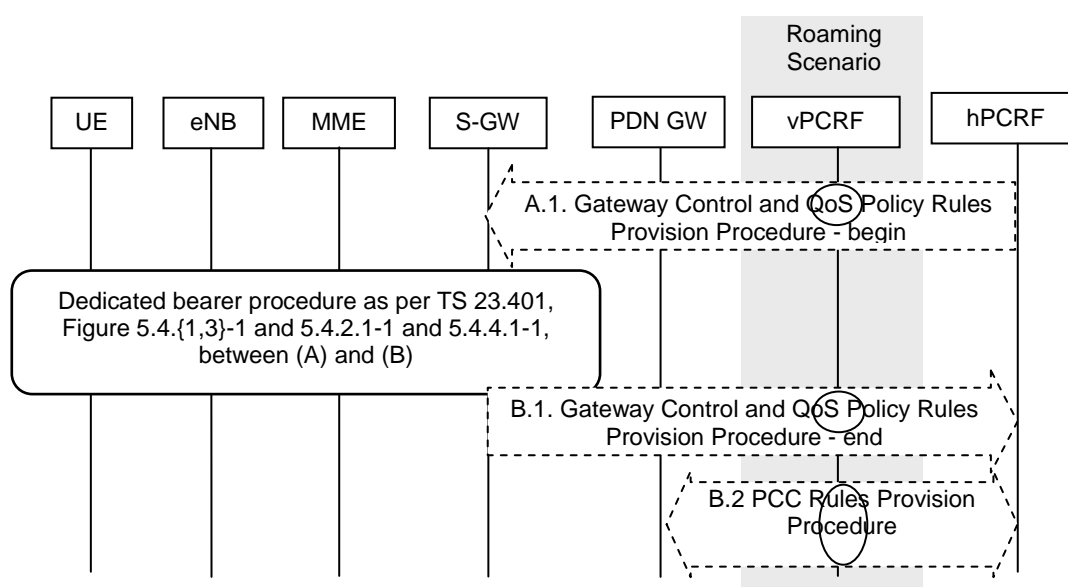 Roaming
Scenario
UE
eNB
MME
S-GW
PDN GW
vPCRF
hPCRF
A.1. Gateway Control and QoS Policy Rules
Provision Procedure - begin
Dedicated bearer procedure as per TS 23.401,
Figure 5.4.{1,3}-1 and 5.4.2.1-1 and 5.4.4.1-1,
between (A) and (B)
B.1. Gateway Control and QoS Policy Rules
Provision Procedure - end
B.2 PCC Rules Provision
Procedure